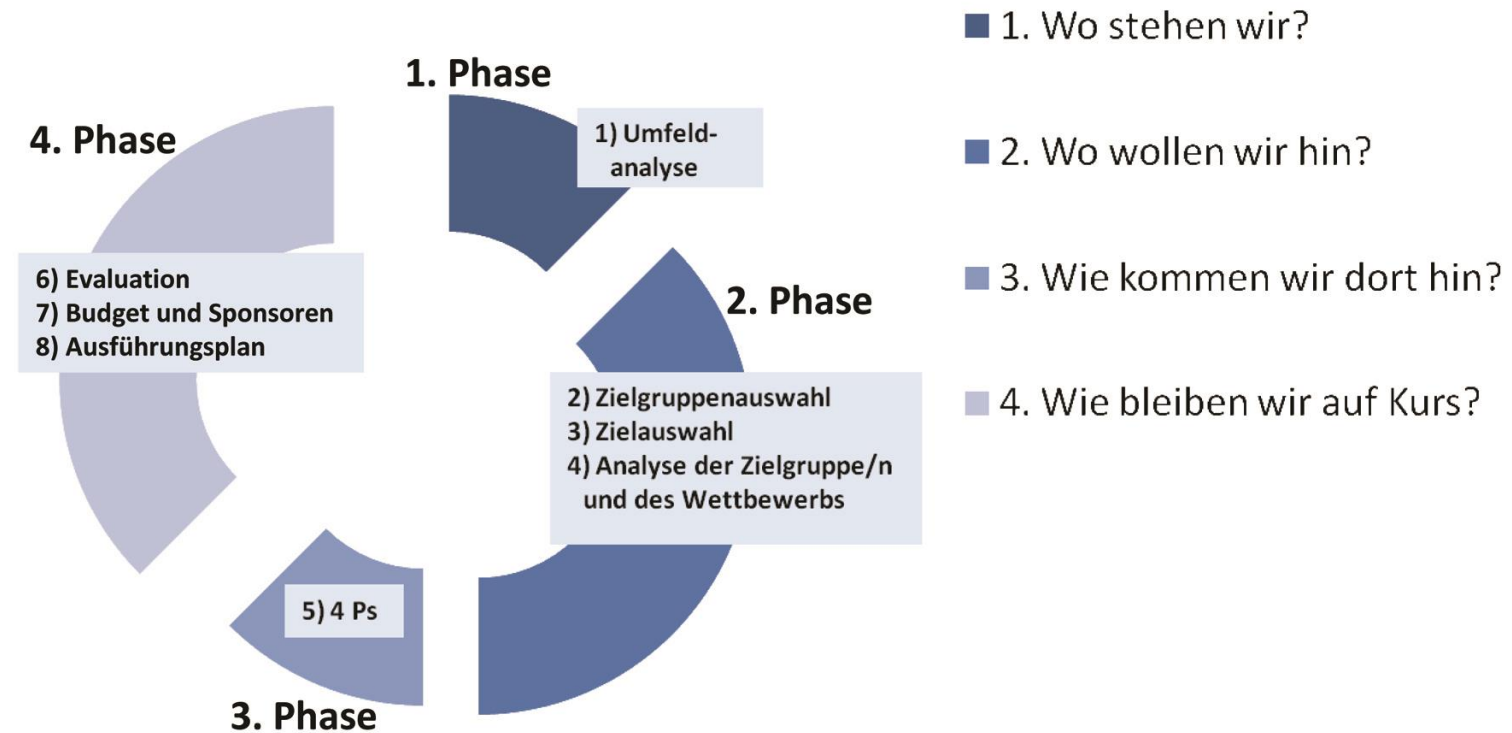 1. Phase
1) Umfeld-
analyse
2. Phase
2) Zielgruppenauswahl
3) Zielauswahl
4) Analyse der Zielgruppe/n
und des Wettbewerbs
3. Phase
5) 4 Ps
4. Phase
6) Evaluation
7) Budget und Sponsoren
8) Ausführungsplan
1. Wo stehen wir?
2. Wo wollen wir hin?
3. Wie kommen wir dort hin?
4. Wie bleiben wir auf Kurs?